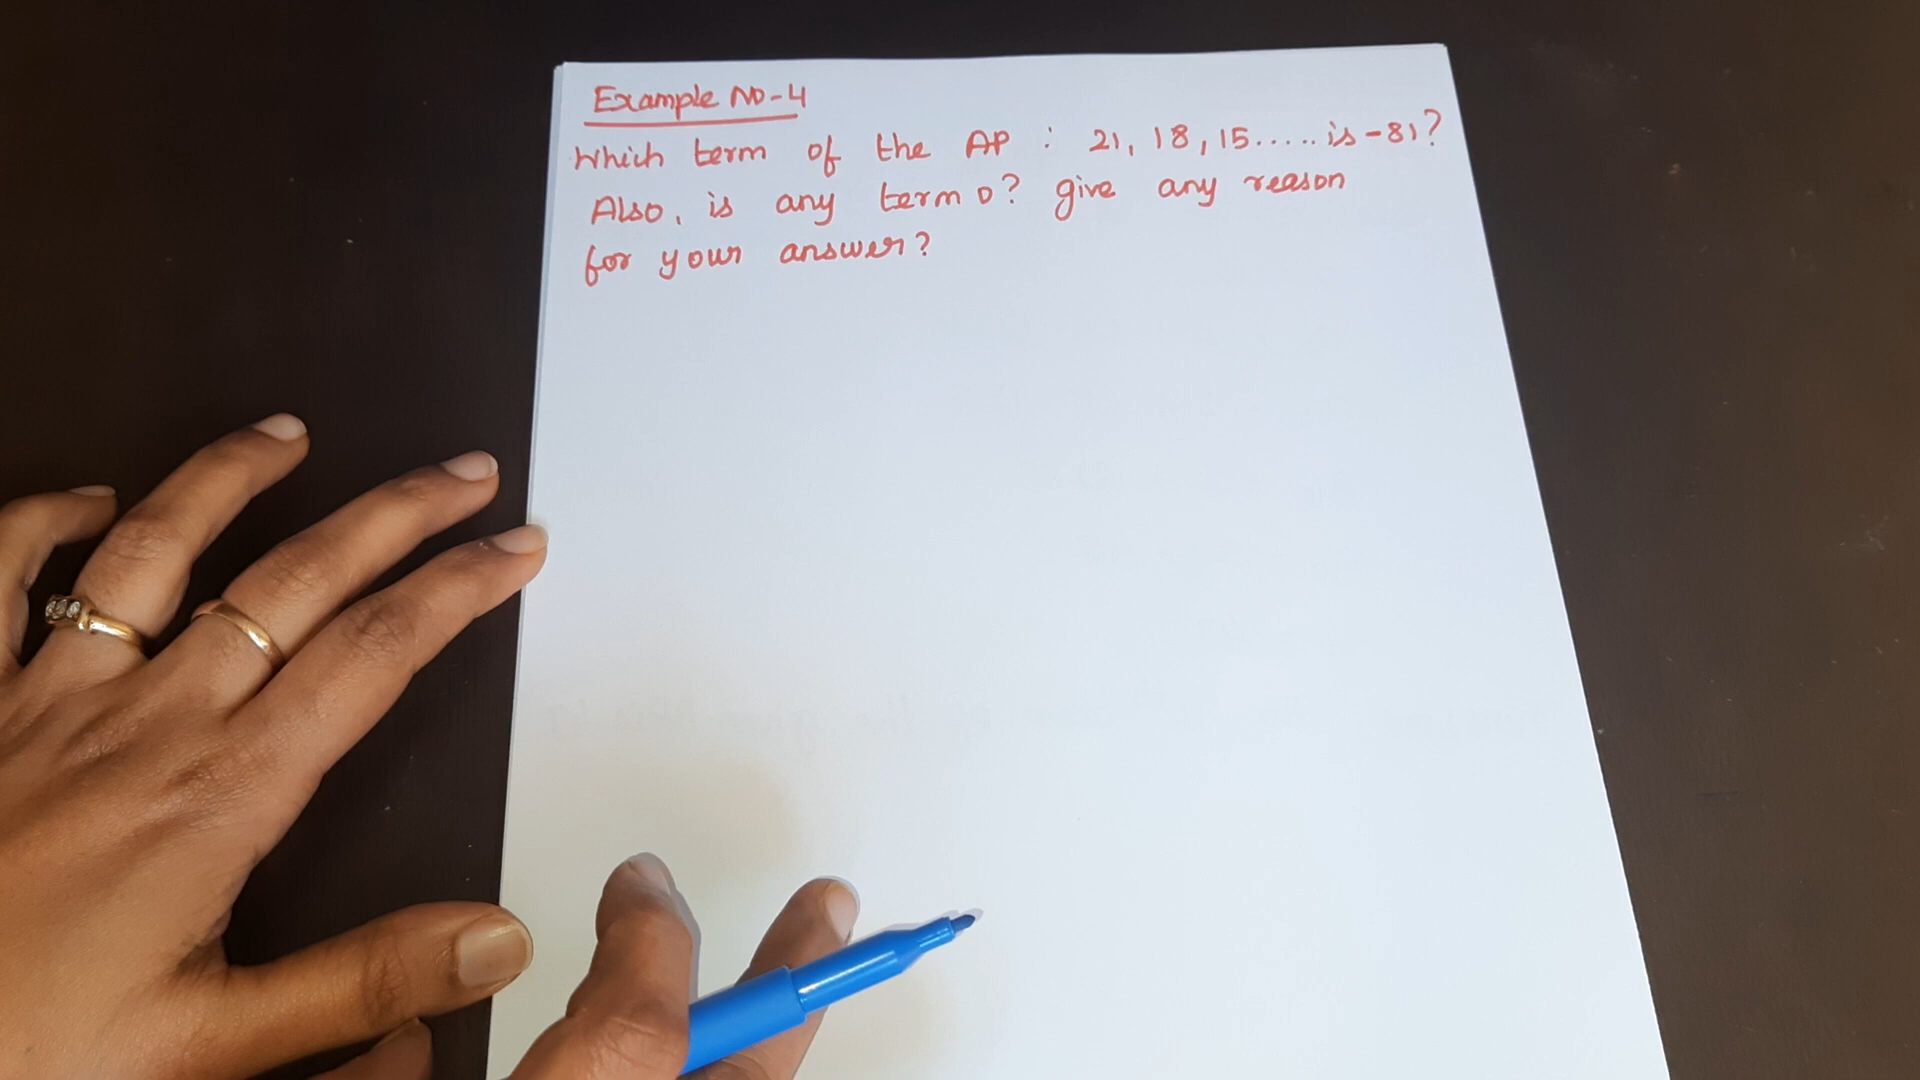 Example No-4
Which term of the AP : 21, 18, 15..... is -81?
Also, is any term 0? give any reason
for your answer?